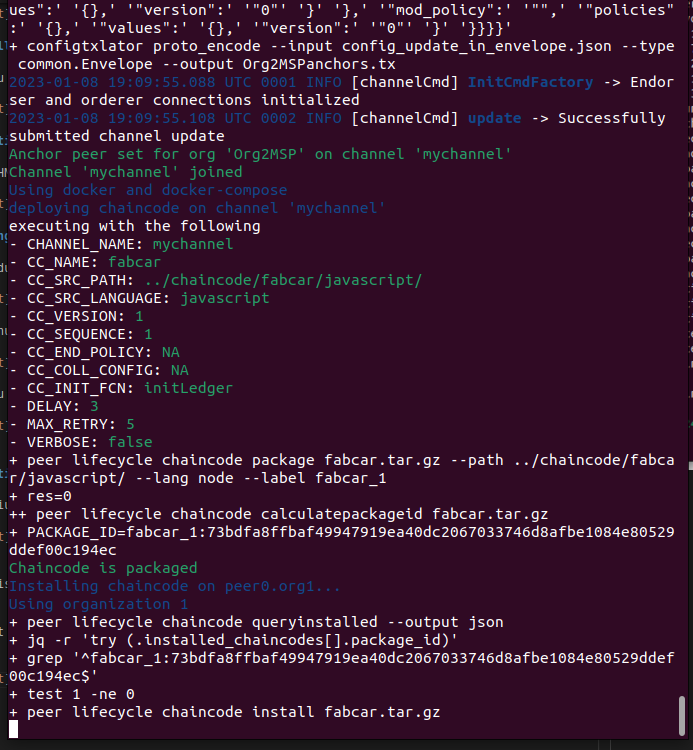 ues":' '{},' '"version":' '"0"' '}' '},' '"mod_policy":' '"",' '"policies"
:' '{},' '"values":' '{},' '"version":' '"0"' '}' '}}}}'
+ configtxlator proto_encode --input config_update_in_envelope.json --type
common.Envelope --output Org2MSPanchors.tx
2023-01-08 19:09:55.088 UTC 0001 INFO [channelCmd] InitCmdFactory -> Endor
ser and orderer connections initialized
2023-01-08 19:09:55.108 UTC 0002 INFO [channelCmd] update -> Successfully
submitted channel update
Anchor peer set for org 'Org2MSP' on channel 'mychannel'
Channel 'mychannel' joined
Using docker and docker-compose
deploying chaincode on channel 'mychannel'
executing with the following
- CHANNEL_NAME: mychannel
- CC_NAME: fabcar
- CC_SRC_PATH: ../chaincode/fabcar/javascript/
- CC_SRC_LANGUAGE: javascript
- CC_VERSION: 1
- CC_SEQUENCE: 1
- CC_END_POLICY: NA
- CC_COLL_CONFIG: NA
- CC_INIT_FCN: initLedger
- DELAY: 3
- MAX_RETRY: 5
- VERBOSE: false
+ peer lifecycle chaincode package fabcar.tar.gz --path ../chaincode/fabca
r/javascript/ --lang node --label fabcar_1
+ res=0
++ peer lifecycle chaincode calculatepackageid fabcar.tar.gz
+ PACKAGE_ID=fabcar_1:73bdfa8ffbaf49947919ea40dc2067033746d8afbe1084e80529
ddef00c194ec
Chaincode is packaged
Installing chaincode on peer0.org1...
Using organization 1
+ peer lifecycle chaincode queryinstalled --output json
+ jq -r 'try (.installed_chaincodes[].package_id)'
+ grep '^fabcar_1:73bdfa8ffbaf49947919ea40dc2067033746d8afbe1084e80529ddef
00c194ec$'
+ test 1 -ne 0
+ peer lifecycle chaincode install fabcar.tar.gz